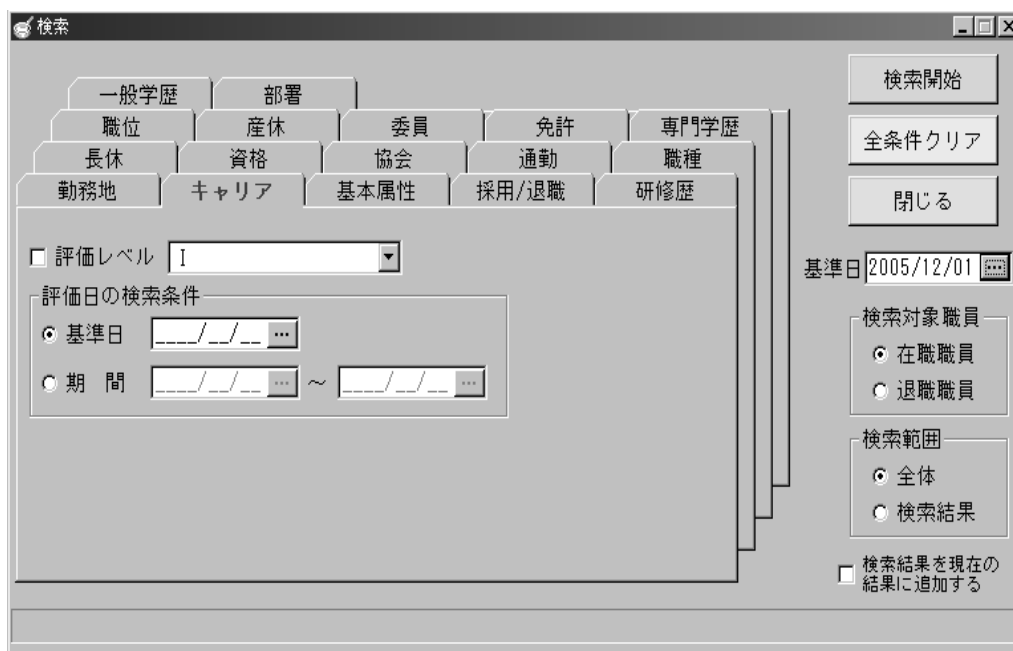 検索
一般学歴 部署
職位 産休 委員 免許 専門学歴
長休 資格 協会 通勤 職種
勤務地 キャリア 基本属性 採用/退職 研修歴
評価レベル I
評価日の検索条件
基準日 ____/__/__ ...
期 間 ____/__/__ ... ～ ____/__/__ ...
検索開始
全条件クリア
閉じる
基準日 2005/12/01 ...
検索対象職員
在職職員
退職職員
検索範囲
全体
検索結果
検索結果を現在の
結果に追加する